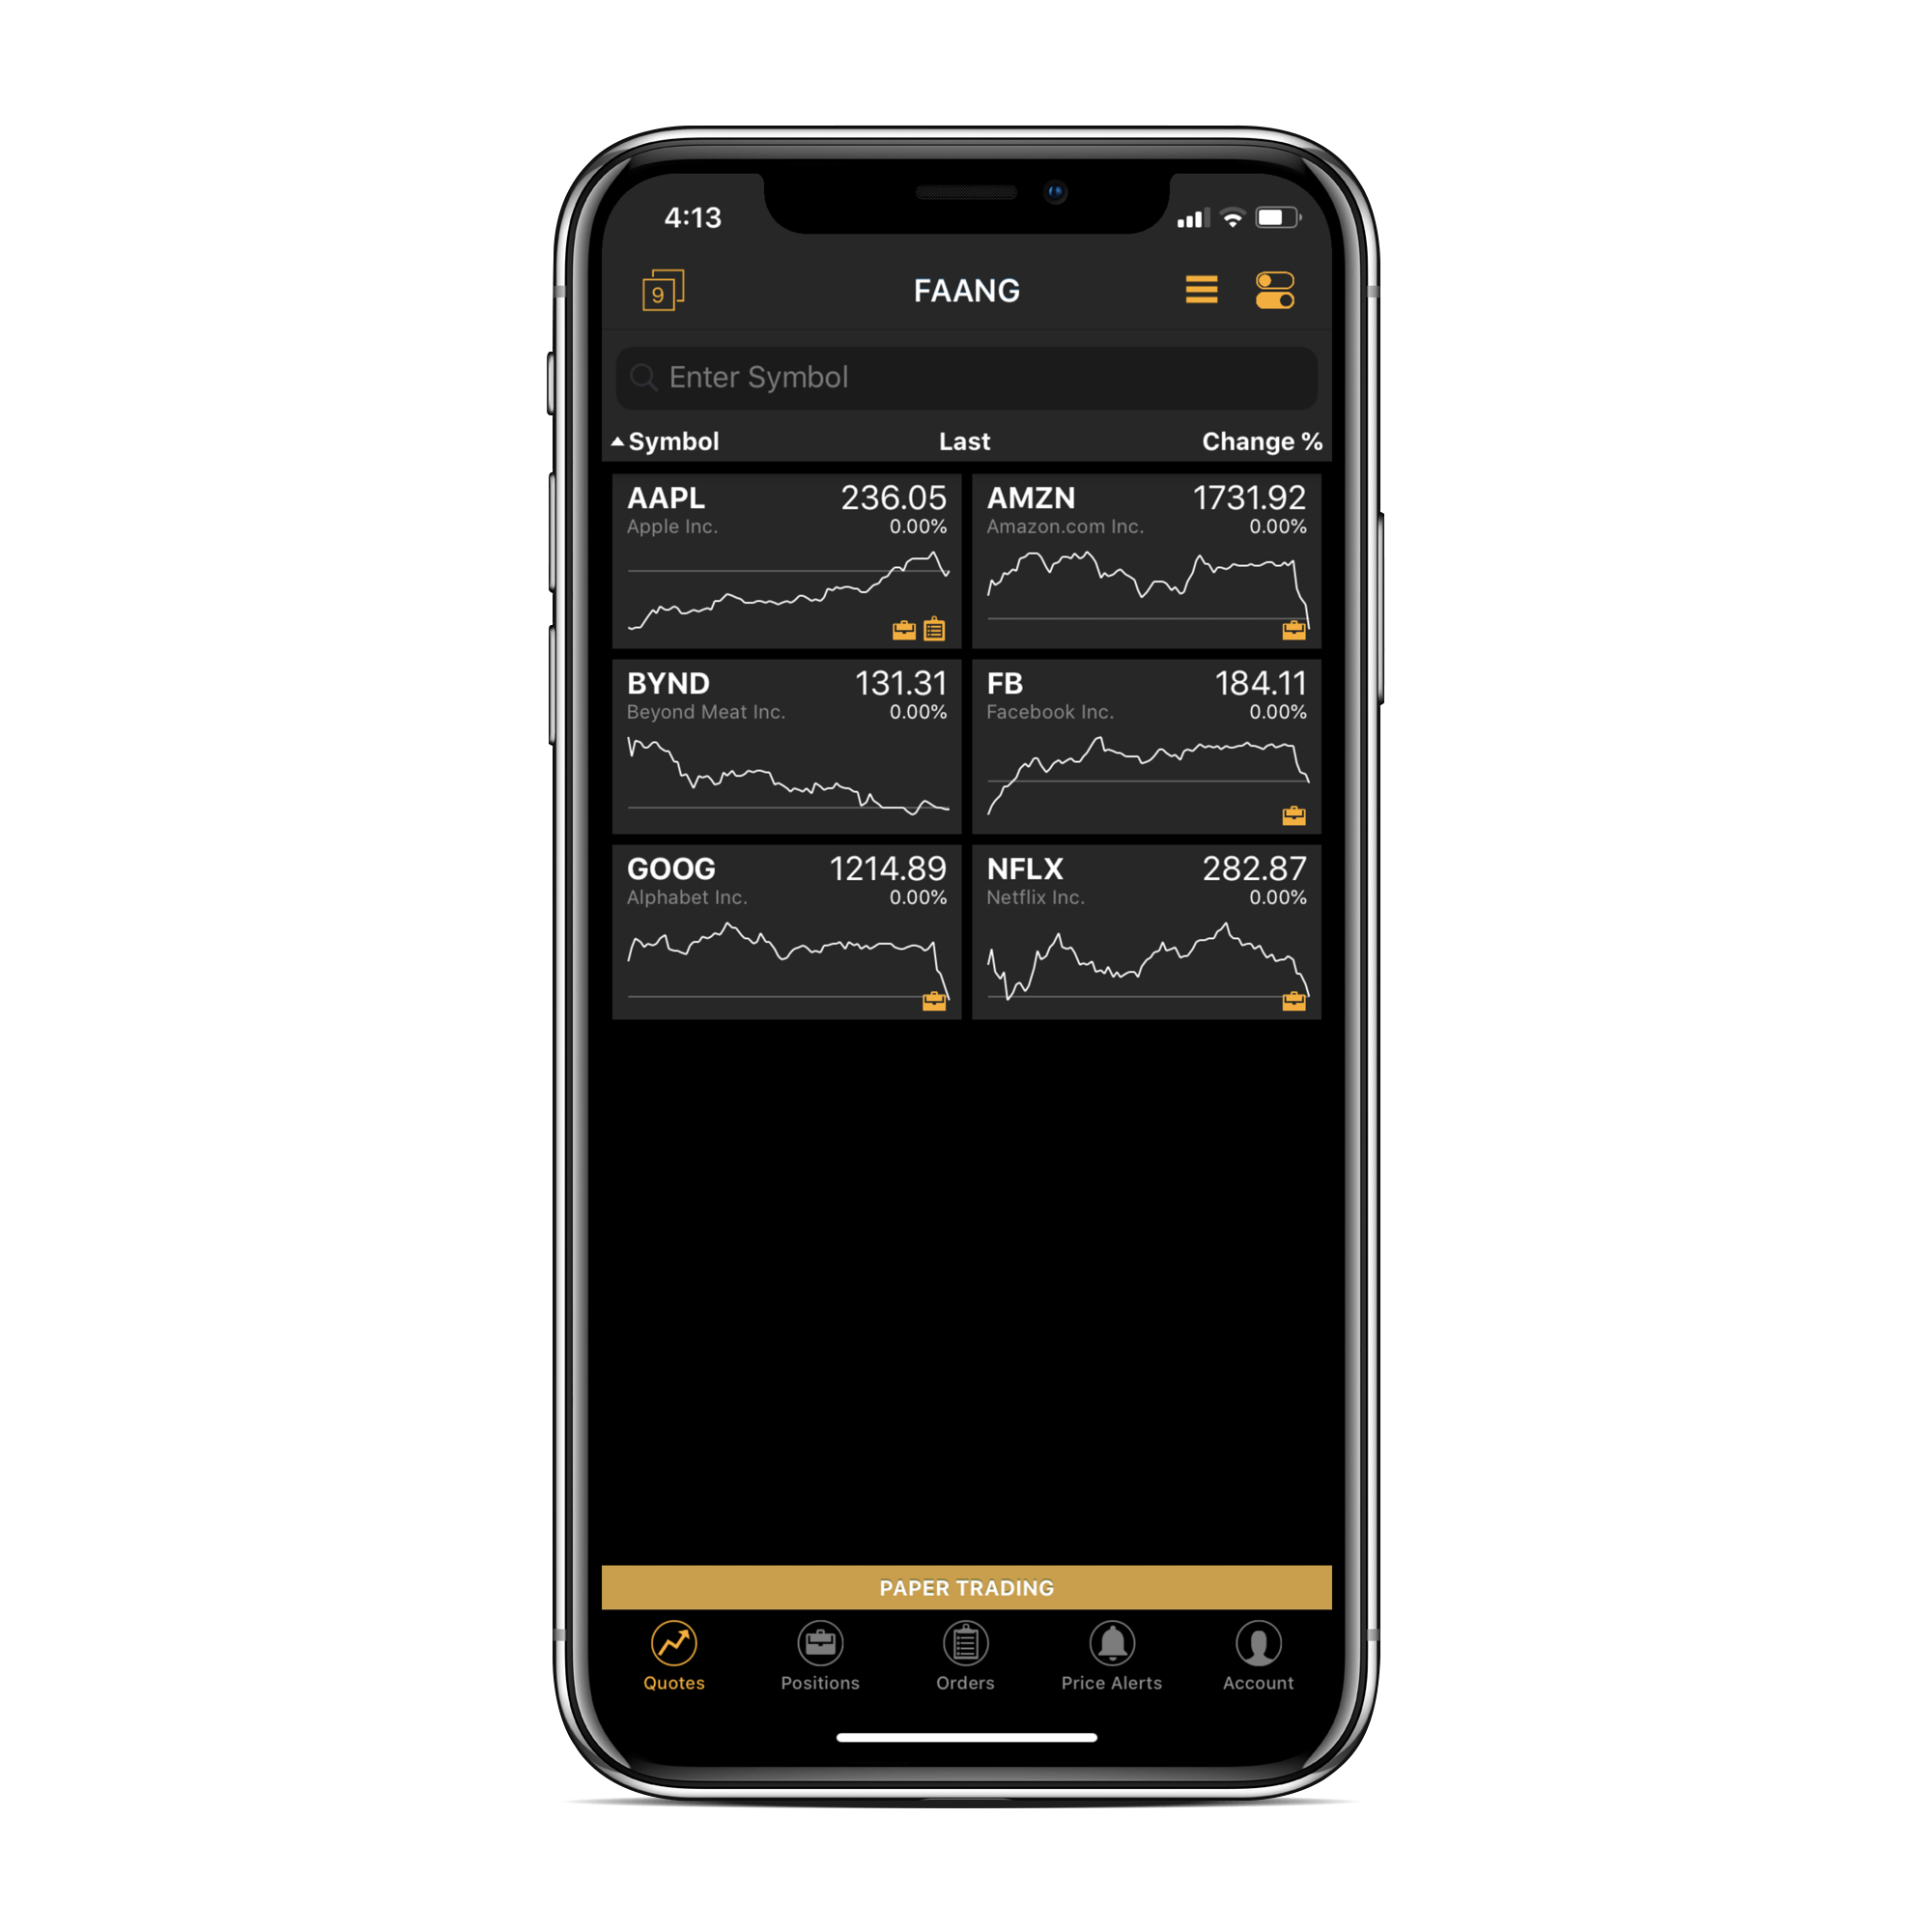 4:13
9
FAANG
Enter Symbol
Symbol Last Change %
AAPL 236.05
Apple Inc. 0.00%
AMZN 1731.92
Amazon.com Inc. 0.00%
BYND 131.31
Beyond Meat Inc. 0.00%
FB 184.11
Facebook Inc. 0.00%
GOOG 1214.89
Alphabet Inc. 0.00%
NFLX 282.87
Netflix Inc. 0.00%
PAPER TRADING
Quotes Positions Orders Price Alerts Account